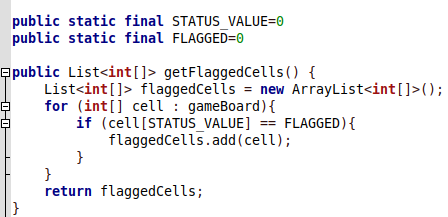 public static final STATUS_VALUE=0
public static final FLAGGED=0
public List<int[]> getFlaggedCells() {
List<int[]> flaggedCells = new ArrayList<int[]>();
for (int[] cell : gameBoard){
if (cell[STATUS_VALUE] == FLAGGED){
flaggedCells.add(cell);
}
}
return flaggedCells;
}